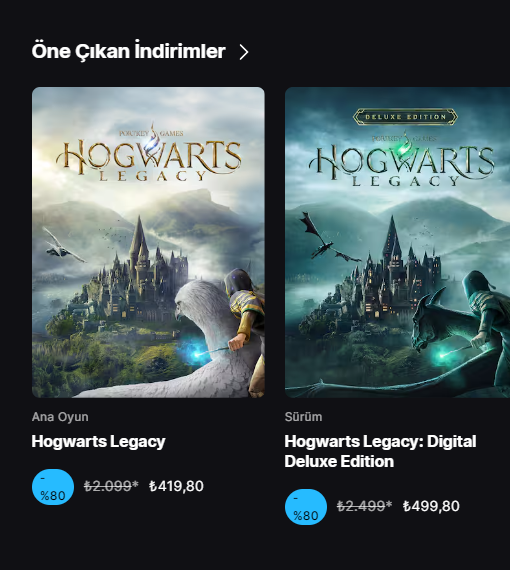 Öne Çıkan İndirimler
PORTKEY GAMES
HOGWARTS
LEGACY
Ana Oyun
Hogwarts Legacy
-
%80
₺2.099* ₺419,80
DELUXE EDITION
PORTKEY GAMES
HOGWARTS
LEGACY
Sürüm
Hogwarts Legacy: Digital
Deluxe Edition
-
%80
₺2.499* ₺499,80